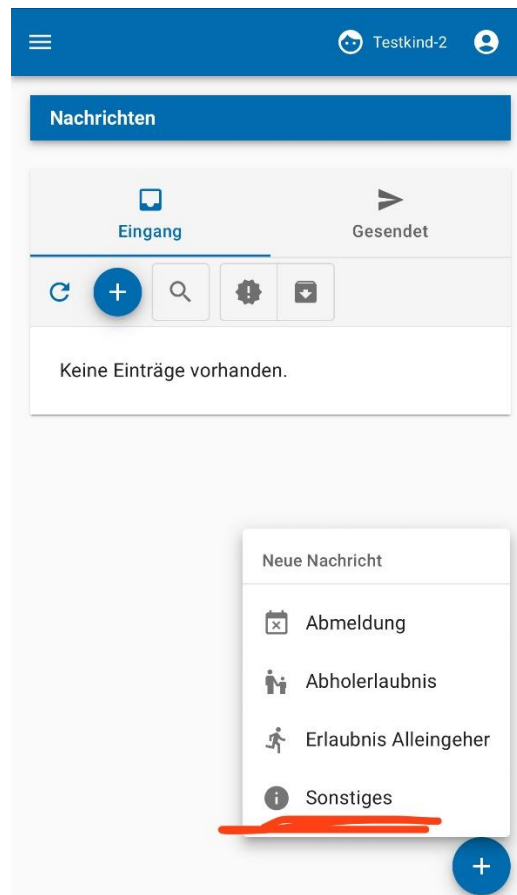 Testkind-2
Nachrichten
Eingang
Gesendet
Keine Einträge vorhanden.
Neue Nachricht
Abmeldung
Abholerlaubnis
Erlaubnis Alleingeher
Sonstiges